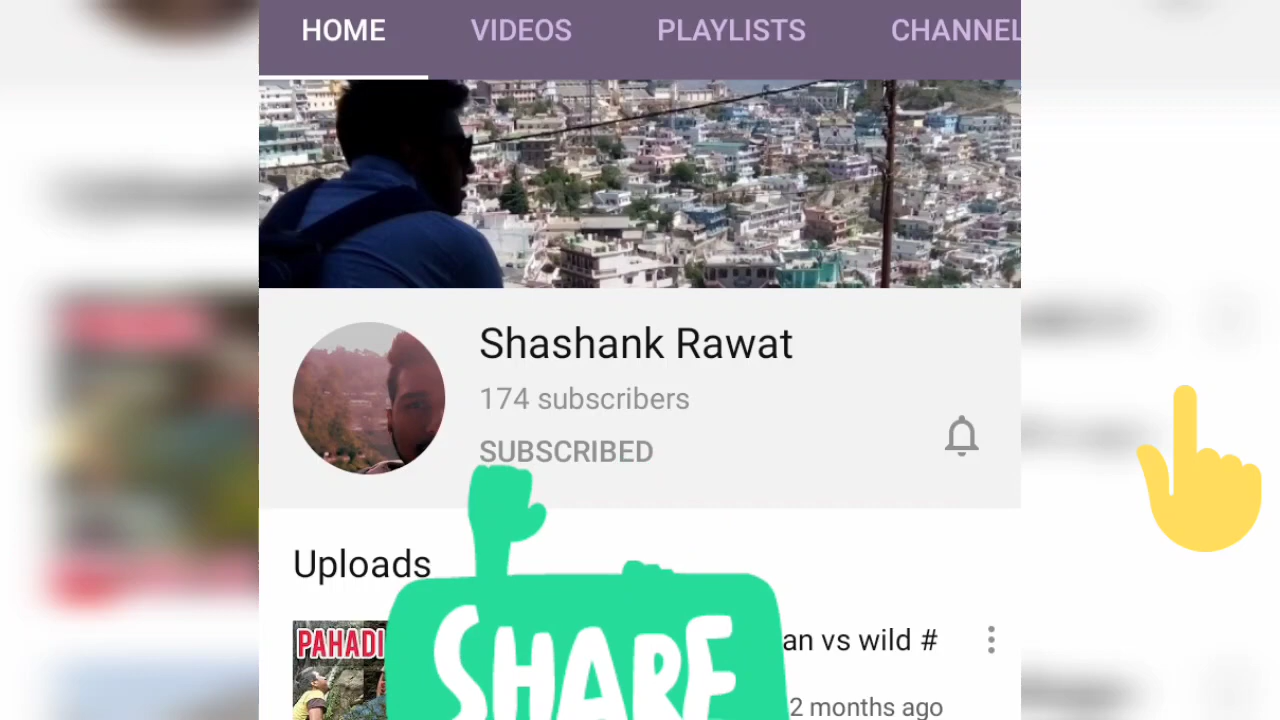 HOME VIDEOS PLAYLISTS CHANNEL
Shashank Rawat
174 subscribers
SUBSCRIBED
Uploads
PAHADI
an vs wild #
SHARE
2 months ago